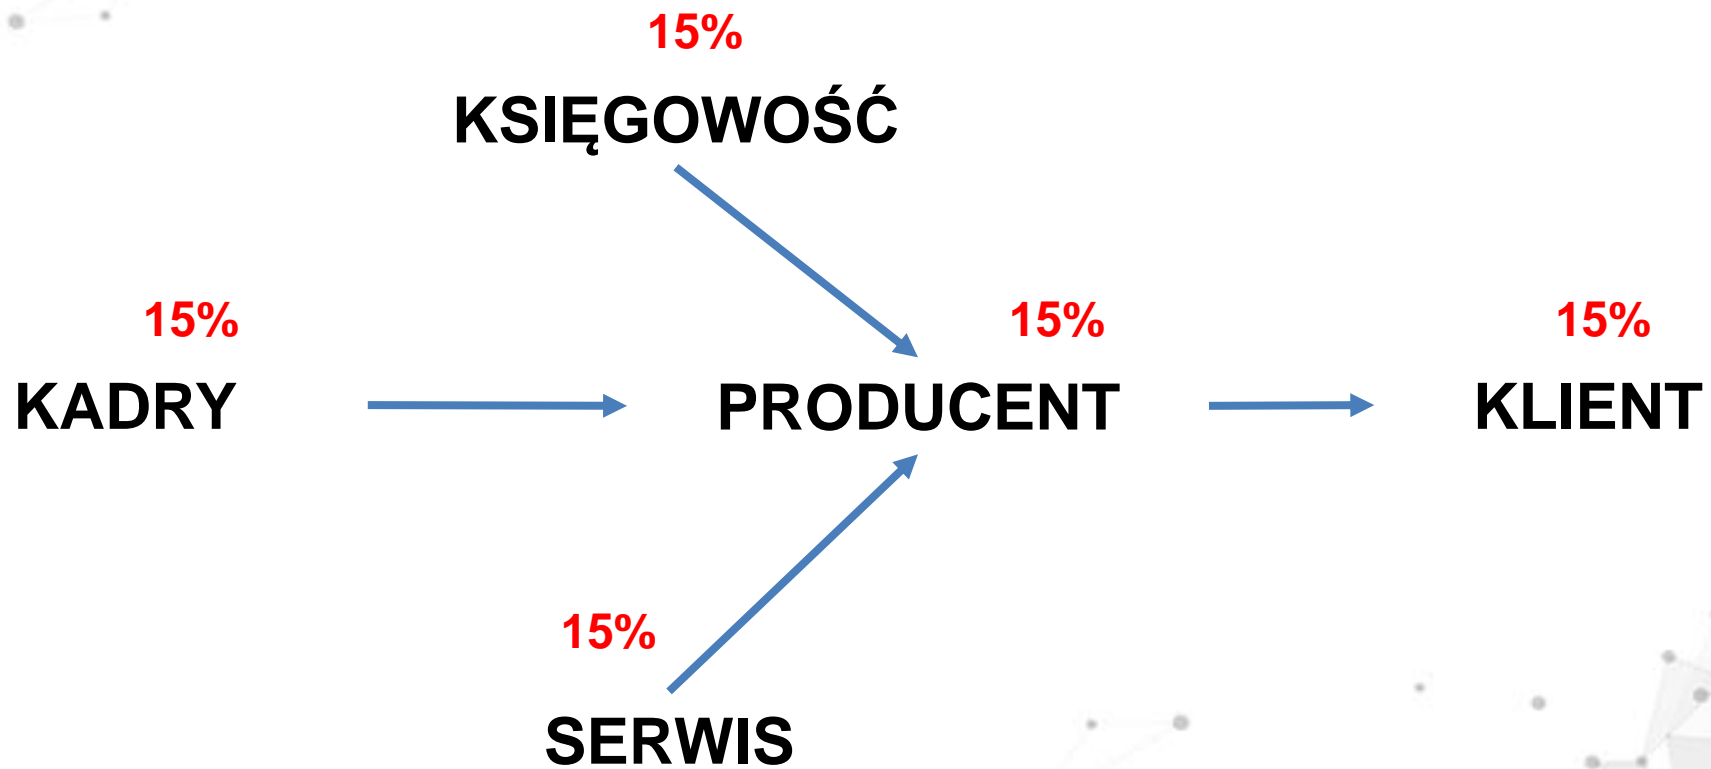 15%
KSIĘGOWOŚĆ
15%
15%
15%
KADRY
PRODUCENT
KLIENT
15%
SERWIS